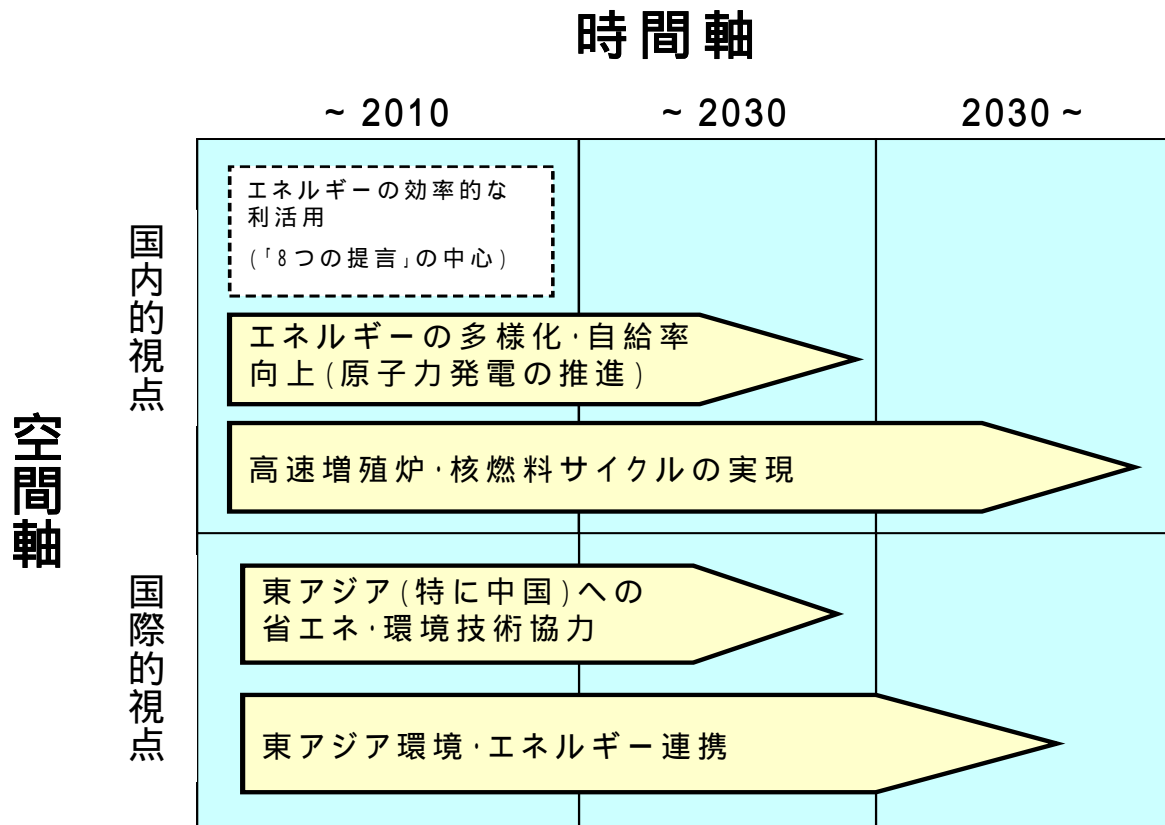 時間軸
~ 2010
~ 2030
2030 ~
空間軸
国内的視点
エネルギーの効率的な
利活用
(「8つの提言」の中心)
エネルギーの多様化・自給率
向上(原子力発電の推進)
高速増殖炉・核燃料サイクルの実現
国際的視点
東アジア(特に中国)への
省エネ・環境技術協力
東アジア環境・エネルギー連携